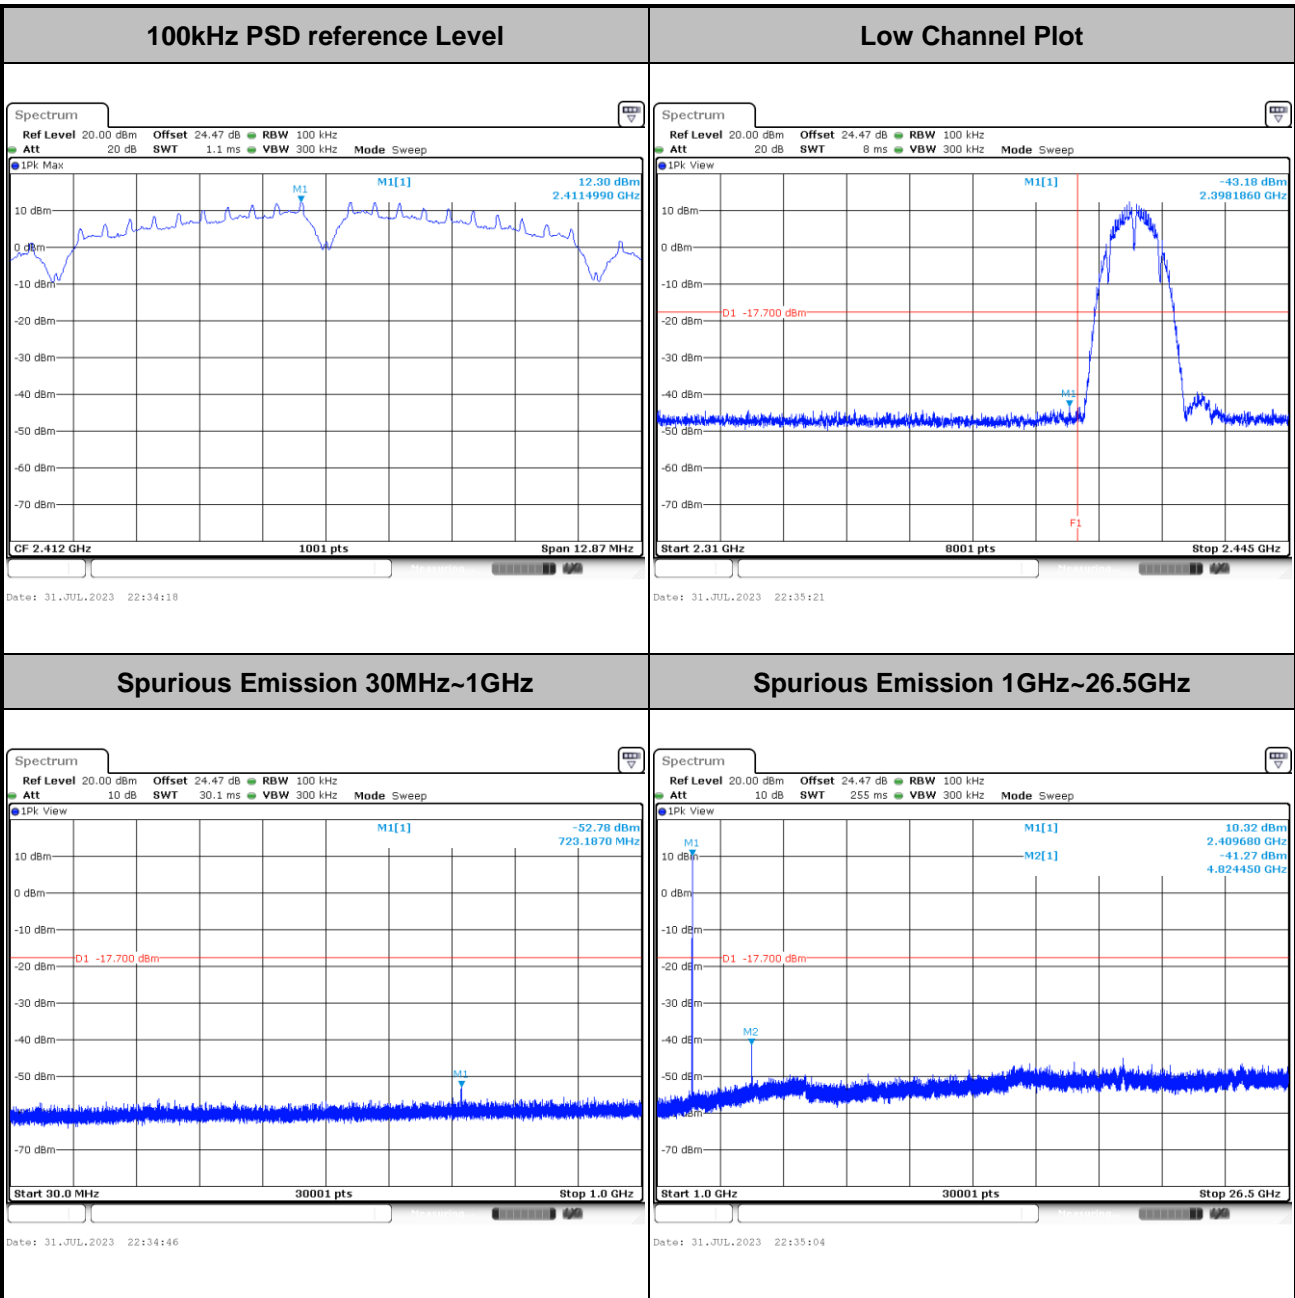 100kHz PSD reference Level
Low Channel Plot
Spectrum
Ref Level 20.00 dBm Offset 24.47 dB RBW 100 kHz
Att 20 dB SWT 1.1 ms VBW 300 kHz Mode Sweep
1Pk Max
M1[1] 12.30 dBm
2.4114990 GHz
M1
10 dBm
0 dBm
-10 dBm
-20 dBm
-30 dBm
-40 dBm
-50 dBm
-60 dBm
-70 dBm
CF 2.412 GHz 1001 pts Span 12.87 MHz
Measuring
Date: 31.JUL.2023 22:34:18
Spectrum
Ref Level 20.00 dBm Offset 24.47 dB RBW 100 kHz
Att 20 dB SWT 8 ms VBW 300 kHz Mode Sweep
1Pk View
M1[1] -43.18 dBm
2.3981860 GHz
10 dBm
0 dBm
-10 dBm
D1 -17.700 dBm
-20 dBm
-30 dBm
-40 dBm
M1
-50 dBm
-60 dBm
-70 dBm
F1
Start 2.31 GHz 8001 pts Stop 2.445 GHz
Measuring
Date: 31.JUL.2023 22:35:21
Spurious Emission 30MHz~1GHz
Spurious Emission 1GHz~26.5GHz
Spectrum
Ref Level 20.00 dBm Offset 24.47 dB RBW 100 kHz
Att 10 dB SWT 30.1 ms VBW 300 kHz Mode Sweep
1Pk View
M1[1] -52.78 dBm
723.1870 MHz
10 dBm
0 dBm
-10 dBm
D1 -17.700 dBm
-20 dBm
-30 dBm
-40 dBm
-50 dBm
M1
-70 dBm
Start 30.0 MHz 30001 pts Stop 1.0 GHz
Measuring
Date: 31.JUL.2023 22:34:46
Spectrum
Ref Level 20.00 dBm Offset 24.47 dB RBW 100 kHz
Att 10 dB SWT 255 ms VBW 300 kHz Mode Sweep
1Pk View
M1[1] 10.32 dBm
2.409680 GHz
M1
M2[1] -41.27 dBm
4.824450 GHz
10 dBm
0 dBm
-10 dBm
D1 -17.700 dBm
-20 dBm
-30 dBm
M2
-40 dBm
-50 dBm
-70 dBm
Start 1.0 GHz 30001 pts Stop 26.5 GHz
Measuring
Date: 31.JUL.2023 22:35:04